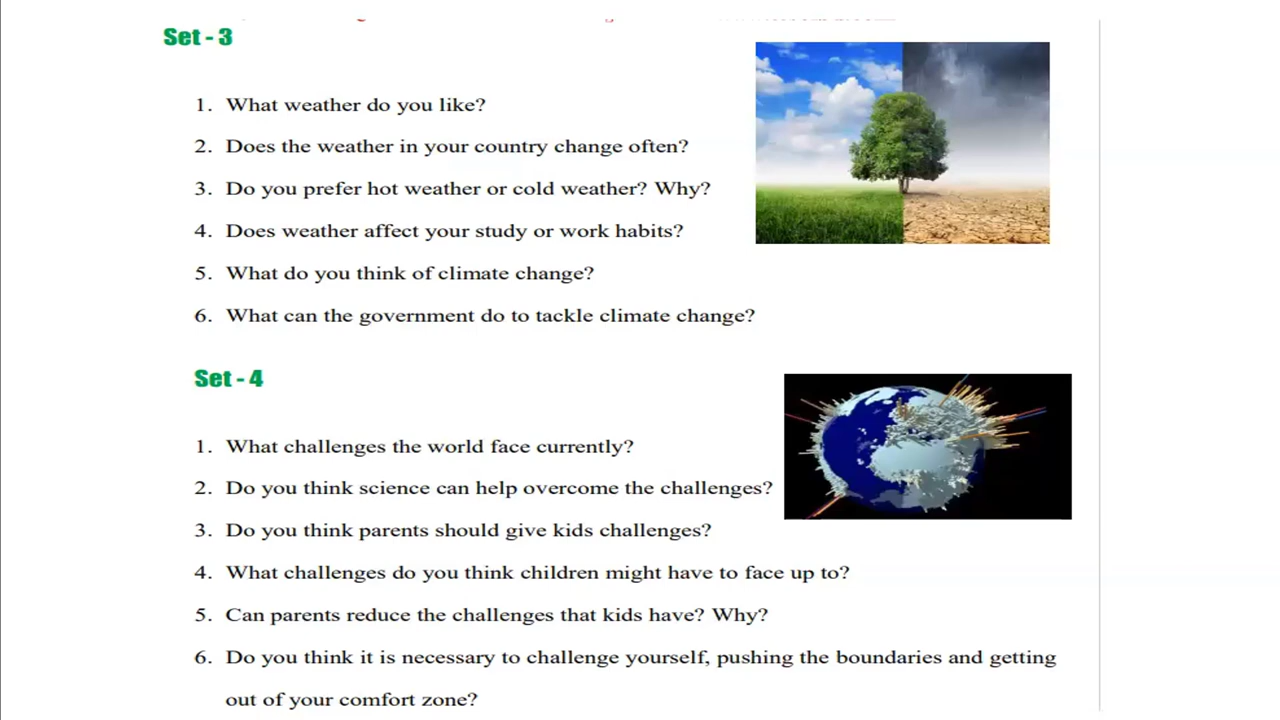 Set - 3
1. What weather do you like?
2. Does the weather in your country change often?
3. Do you prefer hot weather or cold weather? Why?
4. Does weather affect your study or work habits?
5. What do you think of climate change?
6. What can the government do to tackle climate change?
Set - 4
1. What challenges the world face currently?
2. Do you think science can help overcome the challenges?
3. Do you think parents should give kids challenges?
4. What challenges do you think children might have to face up to?
5. Can parents reduce the challenges that kids have? Why?
6. Do you think it is necessary to challenge yourself, pushing the boundaries and getting
out of your comfort zone?